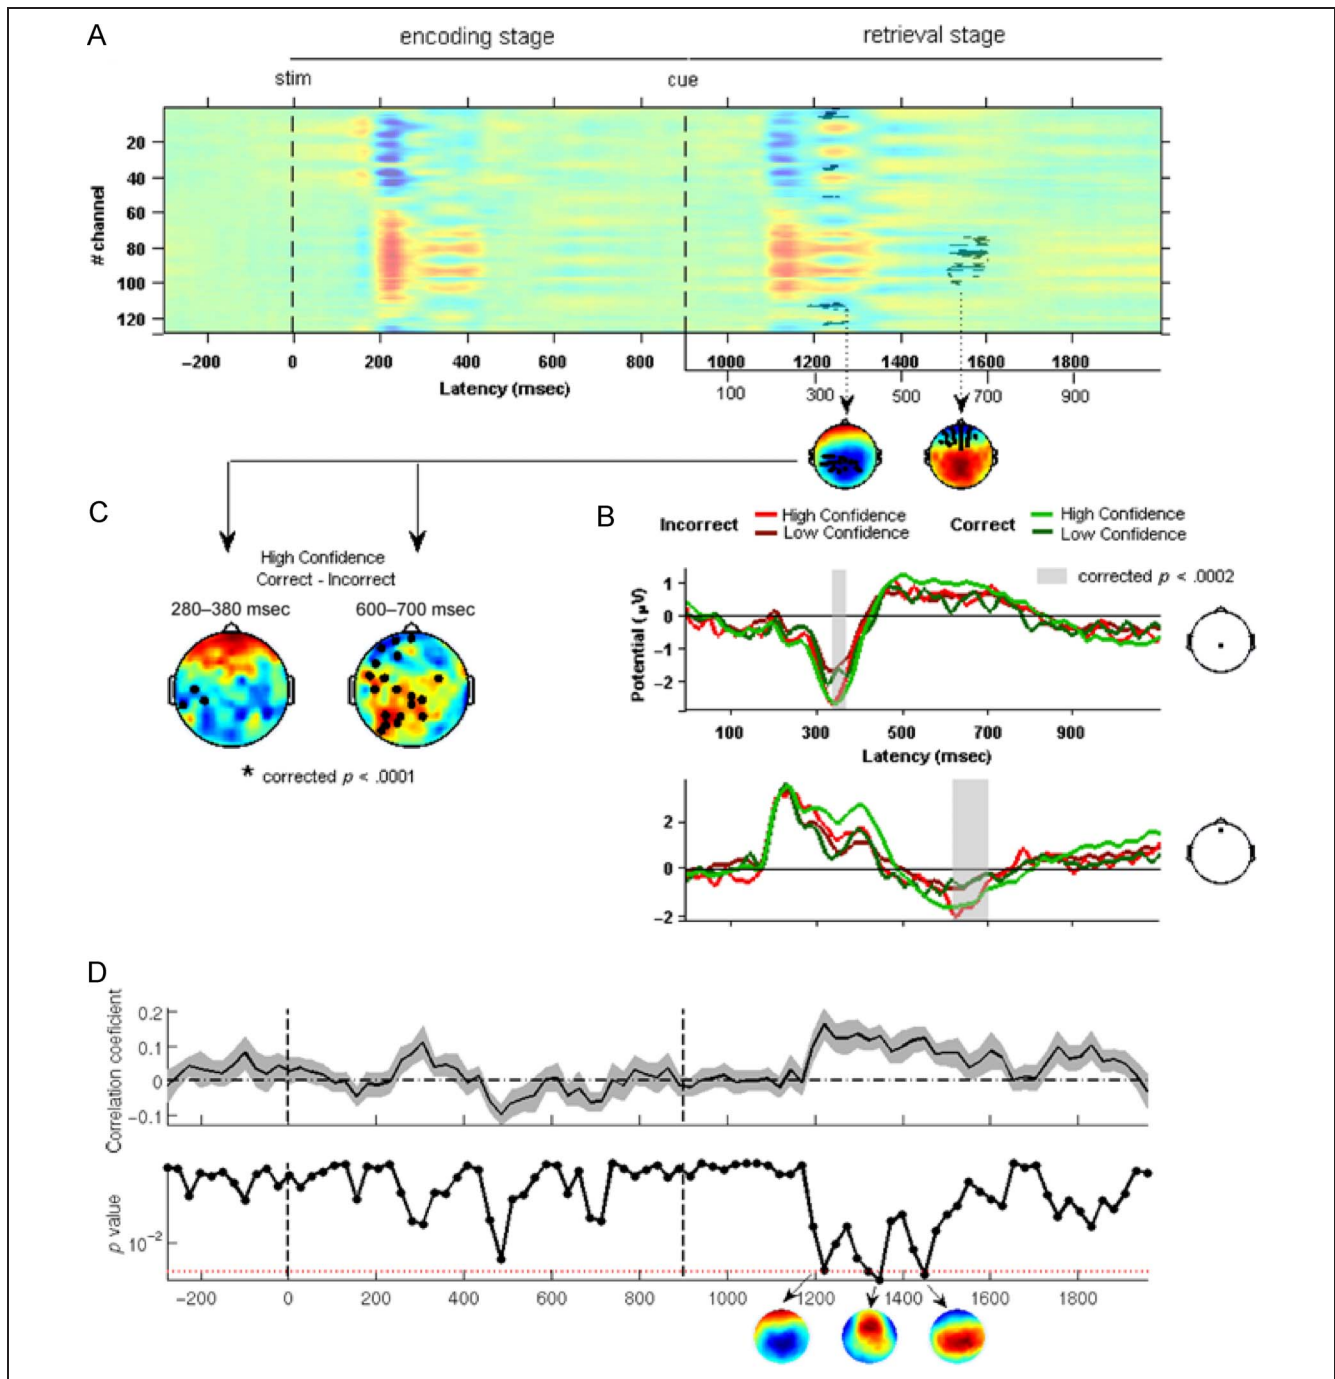 A
encoding stage
retrieval stage
stim
cue
# channel
20
40
60
80
100
120
−200 0 200 400 600 800 1000 1200 1400 1600 1800
Latency (msec)
100 300 500 700 900
C
High Confidence
Correct - Incorrect
280–380 msec
600–700 msec
* corrected p < .0001
B
Incorrect
High Confidence
Low Confidence
Correct
High Confidence
Low Confidence
corrected p < .0002
Potential (μV)
1
0
−1
−2
100 300 500 700 900
Latency (msec)
2
0
−2
D
Correlation coeficient
0.2
0.1
0
−0.1
p value
10−2
−200 0 200 400 600 800 1000 1200 1400 1600 1800